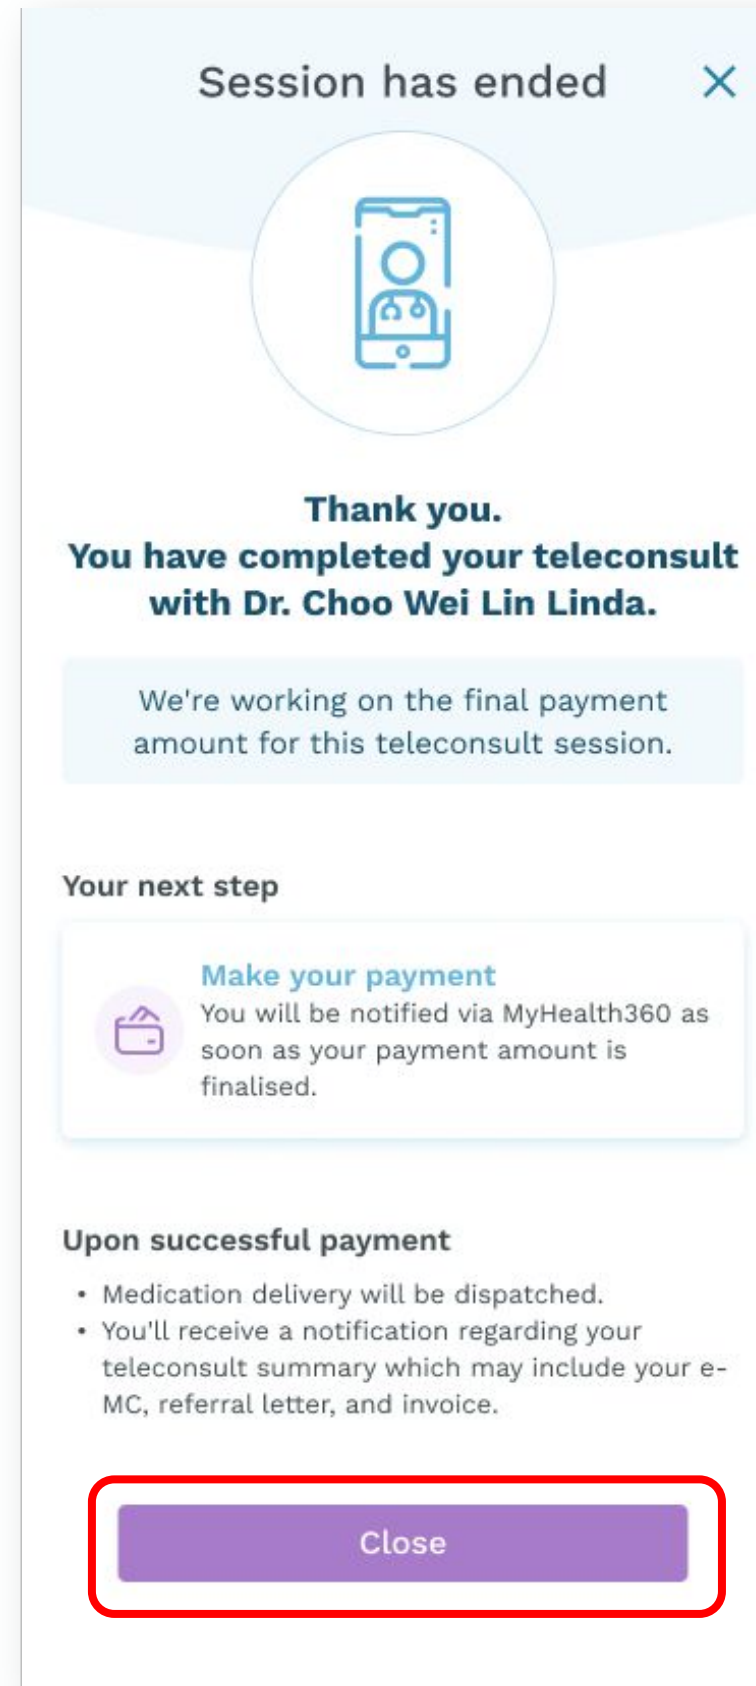 Session has ended
Thank you.
You have completed your teleconsult
with Dr. Choo Wei Lin Linda.
We're working on the final payment
amount for this teleconsult session.
Your next step
Make your payment
You will be notified via MyHealth360 as
soon as your payment amount is
finalised.
Upon successful payment
• Medication delivery will be dispatched.
• You'll receive a notification regarding your
teleconsult summary which may include your e-
MC, referral letter, and invoice.
Close